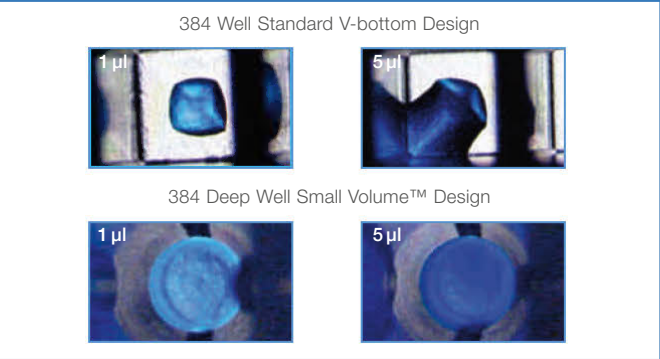 384 Well Standard V-bottom Design
1 µl
5 µl
384 Deep Well Small Volume™ Design
1 µl
5 µl